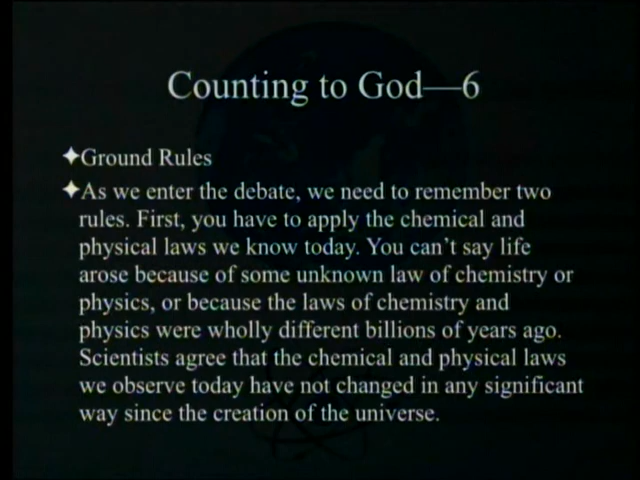 Counting to God—6
✦Ground Rules
✦As we enter the debate, we need to remember two
rules. First, you have to apply the chemical and
physical laws we know today. You can't say life
arose because of some unknown law of chemistry or
physics, or because the laws of chemistry and
physics were wholly different billions of years ago.
Scientists agree that the chemical and physical laws
we observe today have not changed in any significant
way since the creation of the universe.